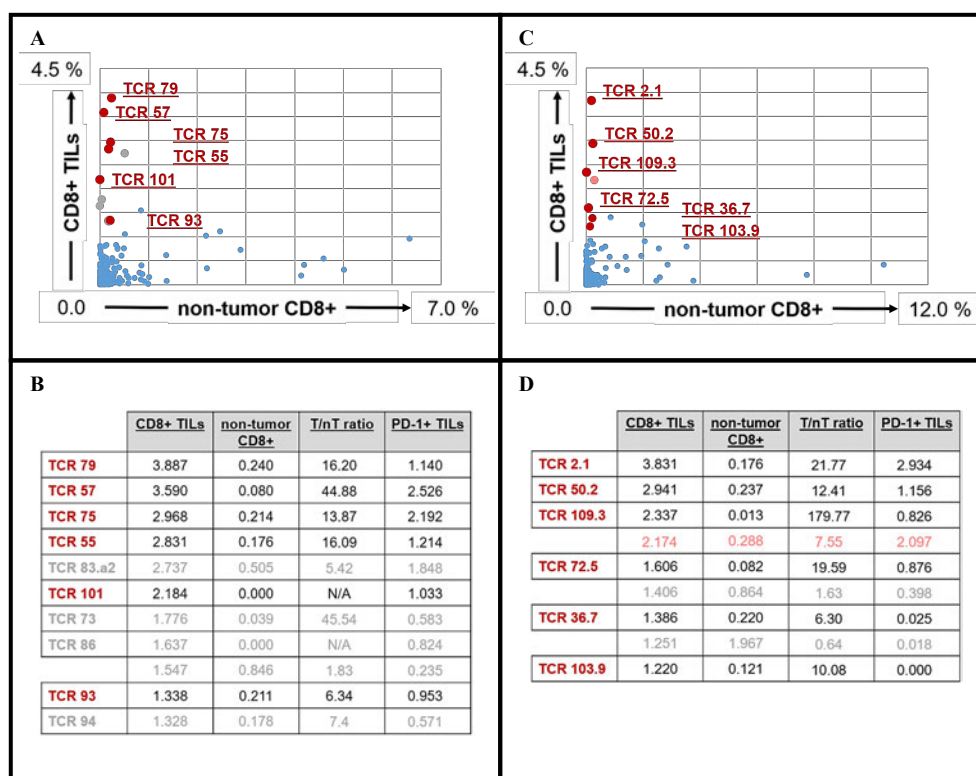 A
4.5 %
CD8+ TILs
TCR 79
TCR 57
TCR 75
TCR 55
TCR 101
TCR 93
0.0 non-tumor CD8+ 7.0 %
C
4.5 %
CD8+ TILs
TCR 2.1
TCR 50.2
TCR 109.3
TCR 72.5
TCR 36.7
TCR 103.9
0.0 non-tumor CD8+ 12.0 %
B
CD8+ TILs non-tumor CD8+ T/nT ratio PD-1+ TILs
TCR 79 3.887 0.240 16.20 1.140
TCR 57 3.590 0.080 44.88 2.526
TCR 75 2.968 0.214 13.87 2.192
TCR 55 2.831 0.176 16.09 1.214
TCR 83.a2 2.737 0.505 5.42 1.848
TCR 101 2.184 0.000 N/A 1.033
TCR 73 1.776 0.039 45.54 0.583
TCR 86 1.637 0.000 N/A 0.824
1.547 0.846 1.83 0.235
TCR 93 1.338 0.211 6.34 0.953
TCR 94 1.328 0.178 7.4 0.571
D
CD8+ TILs non-tumor CD8+ T/nT ratio PD-1+ TILs
TCR 2.1 3.831 0.176 21.77 2.934
TCR 50.2 2.941 0.237 12.41 1.156
TCR 109.3 2.337 0.013 179.77 0.826
2.174 0.288 7.55 2.097
TCR 72.5 1.606 0.082 19.59 0.876
1.406 0.864 1.63 0.398
TCR 36.7 1.386 0.220 6.30 0.025
1.251 1.967 0.64 0.018
TCR 103.9 1.220 0.121 10.08 0.000